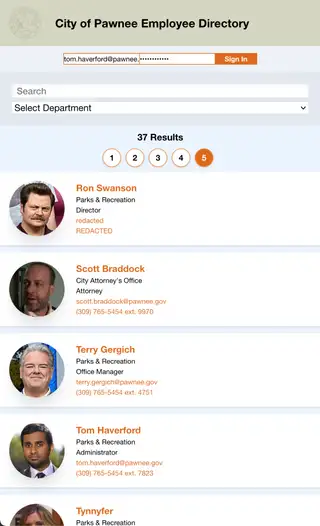 City of Pawnee Employee Directory
tom.haverford@pawnee. ••••••••••••
Sign In
Search
Select Department
37 Results
1 2 3 4 5
Ron Swanson
Parks & Recreation
Director
redacted
REDACTED
Scott Braddock
City Attorney's Office
Attorney
scott.braddock@pawnee.gov
(309) 765-5454 ext. 9970
Terry Gergich
Parks & Recreation
Office Manager
terry.gergich@pawnee.gov
(309) 765-5454 ext. 4751
Tom Haverford
Parks & Recreation
Administrator
tom.haverford@pawnee.gov
(309) 765-5454 ext. 7823
Tynnyfer
Parks & Recreation